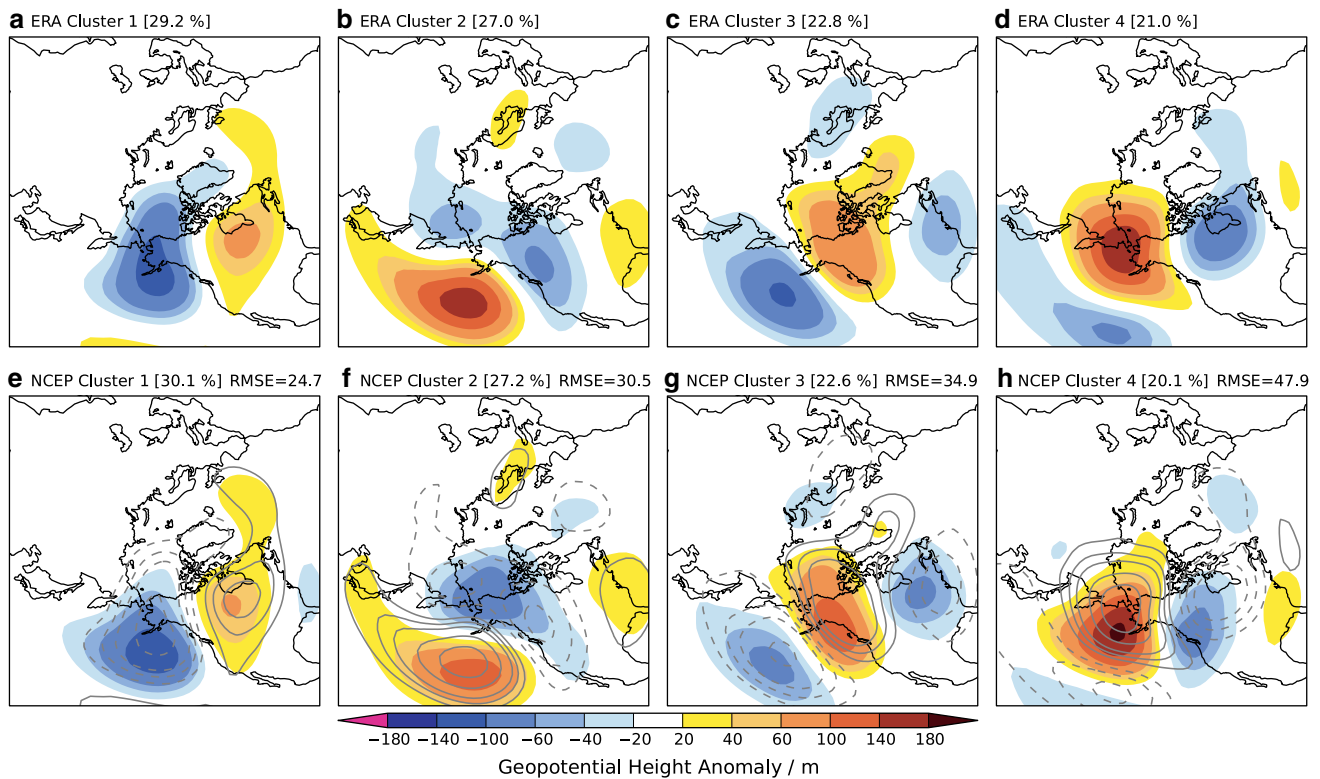 a ERA Cluster 1 [29.2 %]
b ERA Cluster 2 [27.0 %]
c ERA Cluster 3 [22.8 %]
d ERA Cluster 4 [21.0 %]
e NCEP Cluster 1 [30.1 %] RMSE=24.7
f NCEP Cluster 2 [27.2 %] RMSE=30.5
g NCEP Cluster 3 [22.6 %] RMSE=34.9
h NCEP Cluster 4 [20.1 %] RMSE=47.9
−180 −140 −100 −60 −40 −20 20 40 60 100 140 180
Geopotential Height Anomaly / m